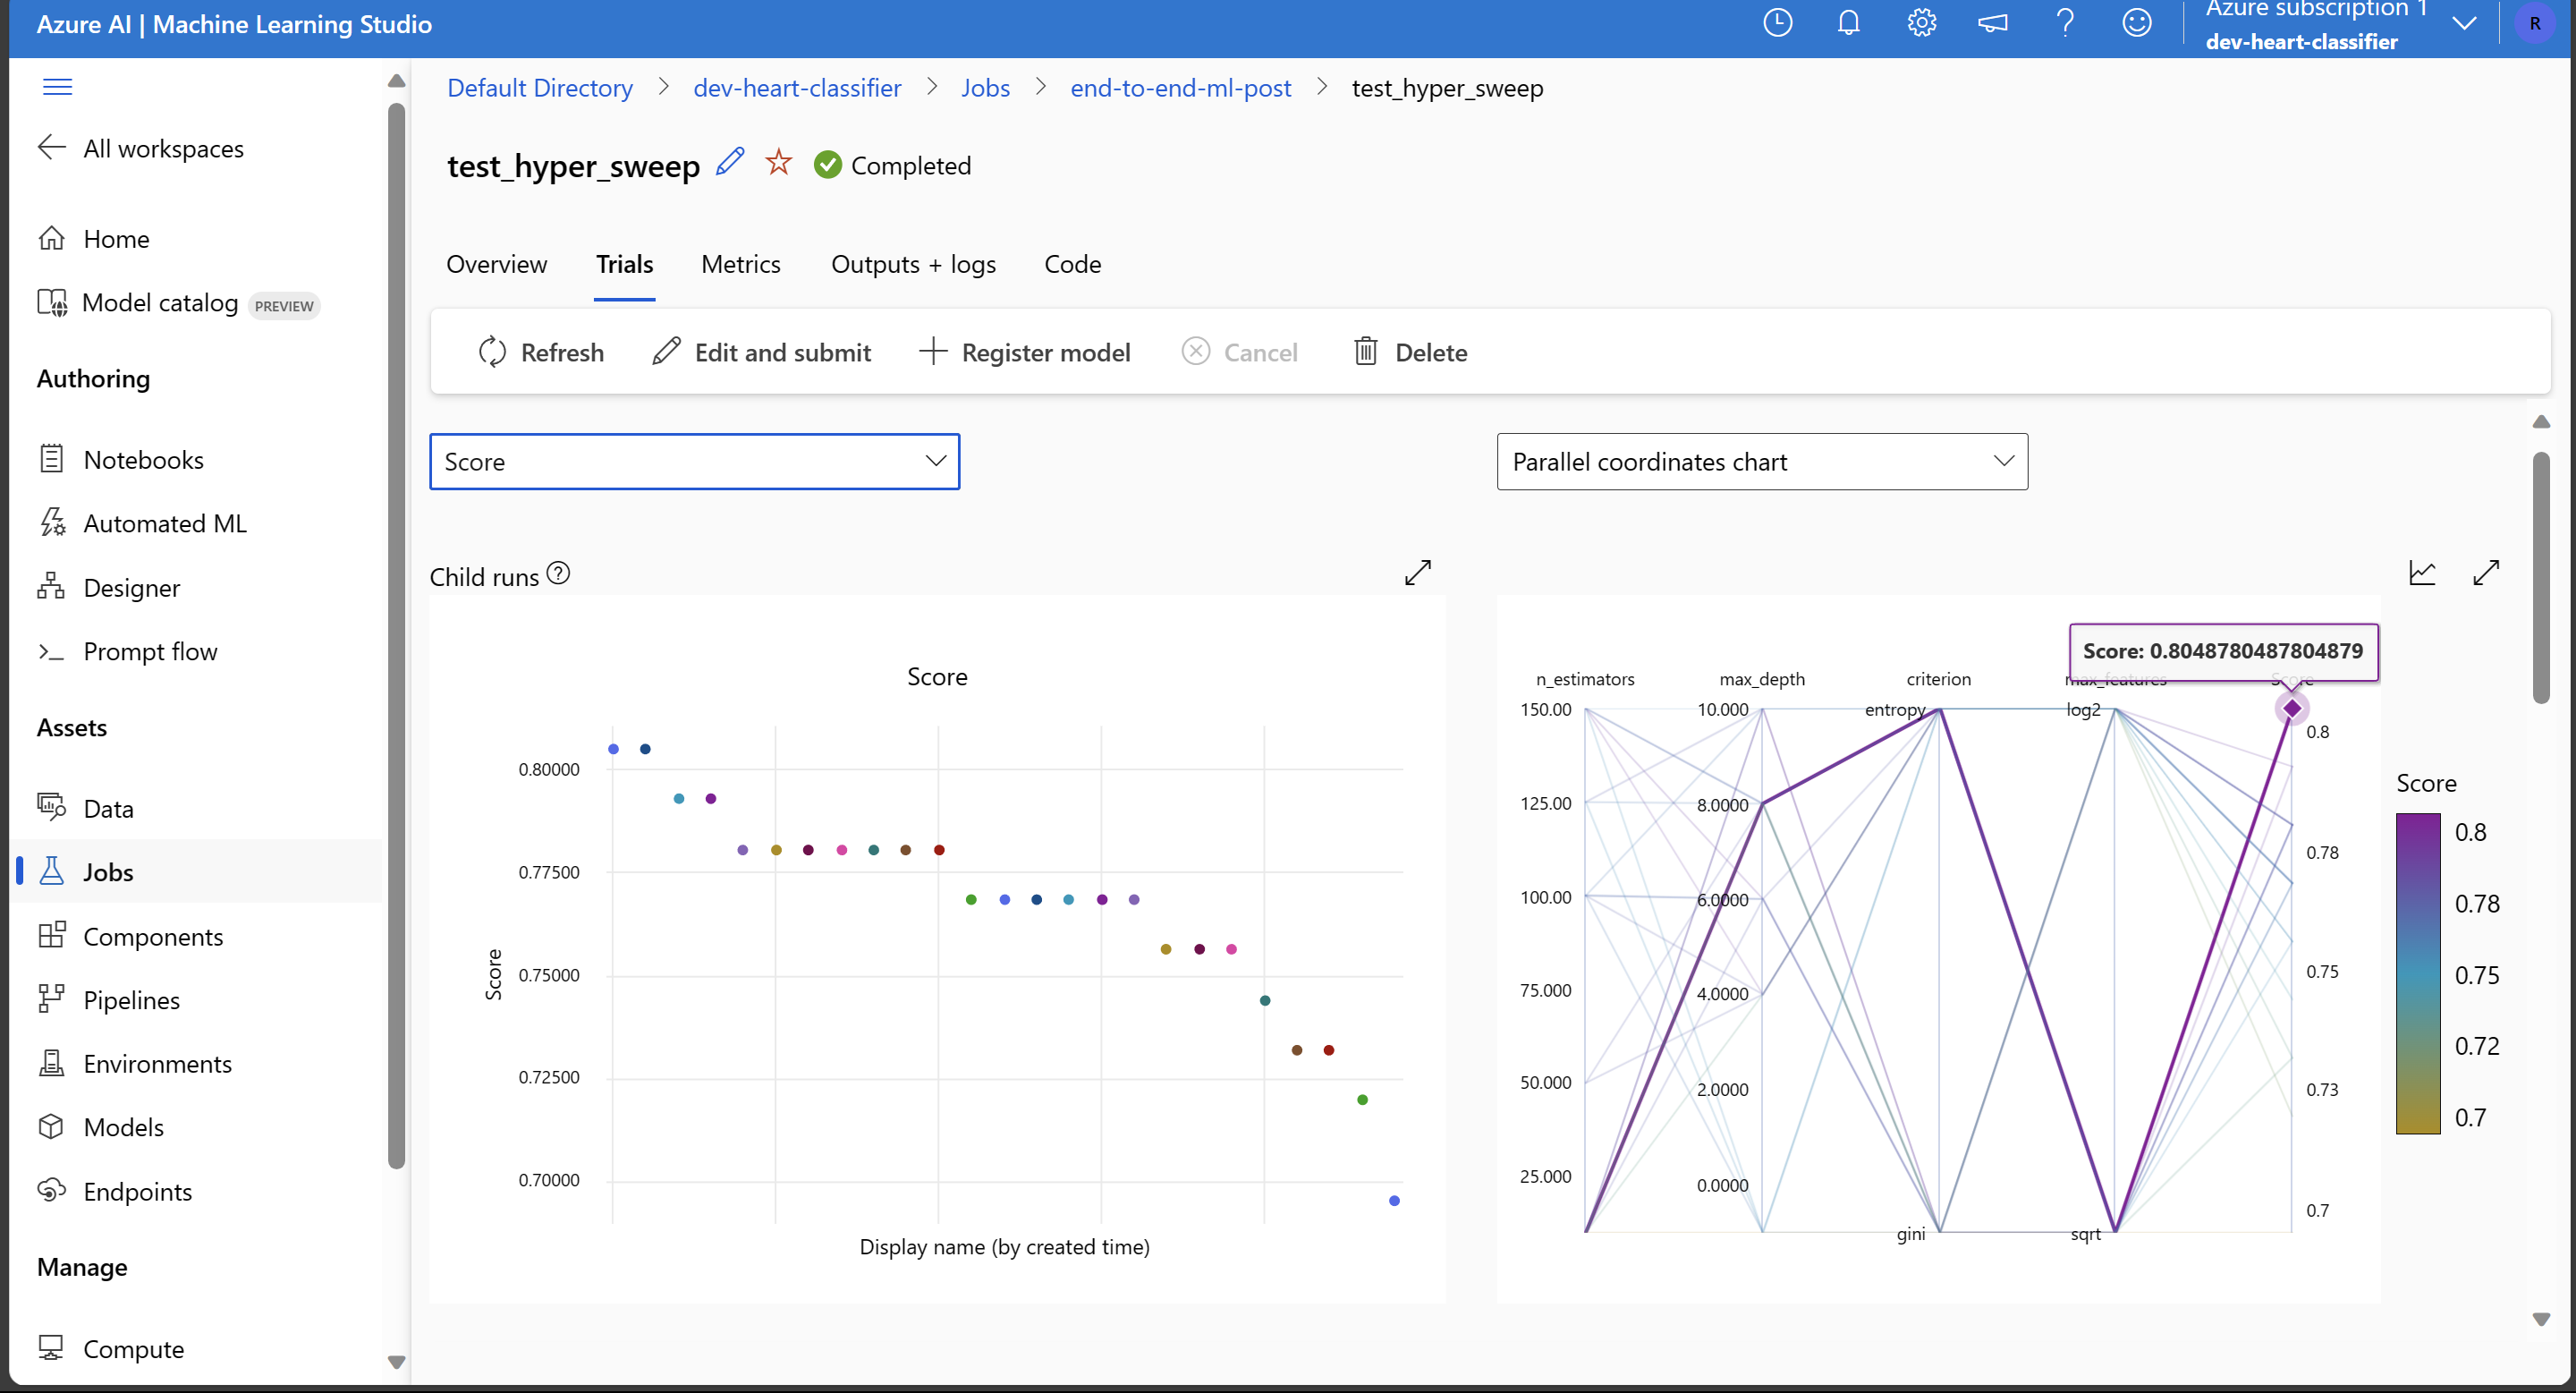 Azure AI | Machine Learning Studio
Azure subscription 1
dev-heart-classifier
R
Default Directory > dev-heart-classifier > Jobs > end-to-end-ml-post > test_hyper_sweep
All workspaces
Home
Model catalog PREVIEW
Authoring
Notebooks
Automated ML
Designer
Prompt flow
Assets
Data
Jobs
Components
Pipelines
Environments
Models
Endpoints
Manage
Compute
test_hyper_sweep Completed
Overview Trials Metrics Outputs + logs Code
Refresh Edit and submit Register model Cancel Delete
Score
Parallel coordinates chart
Child runs
Score
0.80000
0.77500
0.75000
0.72500
0.70000
Score
Display name (by created time)
Score: 0.8048780487804879
n_estimators max_depth criterion max_features Score
150.00
125.00
100.00
75.000
50.000
25.000
10.000
8.0000
6.0000
4.0000
2.0000
0.0000
entropy
gini
log2
sqrt
0.8
0.78
0.75
0.73
0.7
Score
0.8
0.78
0.75
0.72
0.7